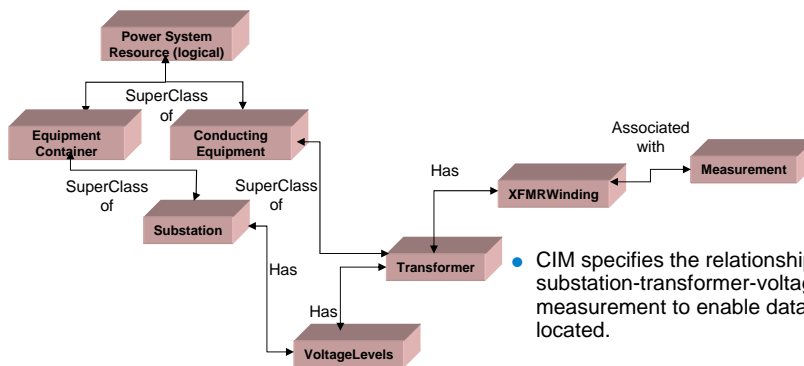 Power System
Resource (logical)
SuperClass
of
Equipment
Container
Conducting
Equipment
Associated
with
Measurement
Has
XFMRWinding
SuperClass
of
SuperClass
of
Substation
Has
Transformer
Has
VoltageLevels
• CIM specifies the relationship
substation-transformer-voltag
measurement to enable data
located.